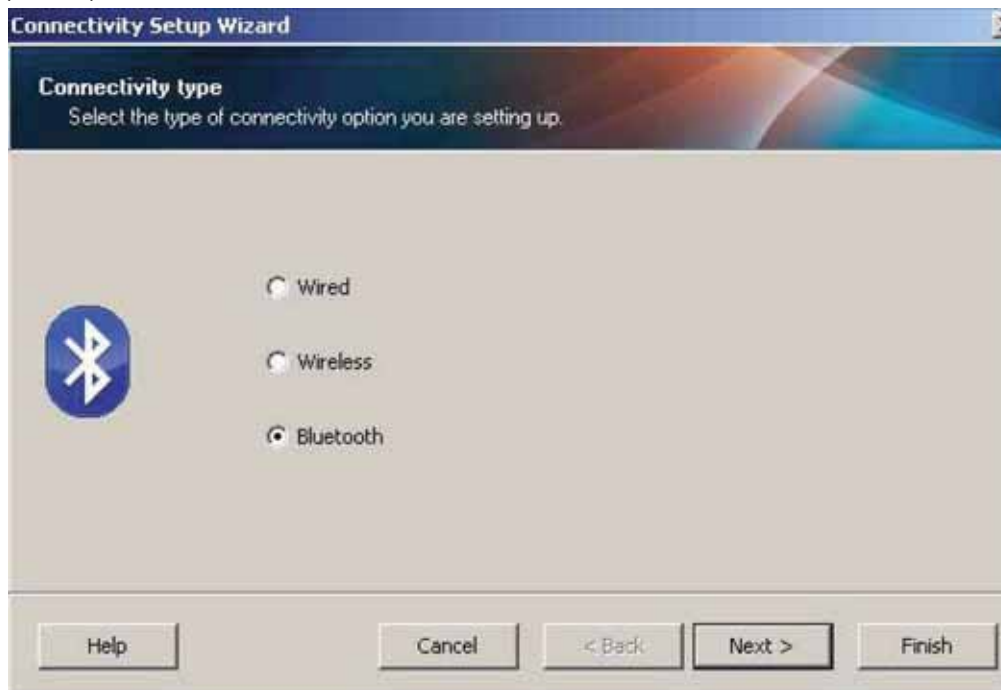 Connectivity Setup Wizard
Connectivity type
Select the type of connectivity option you are setting up.
Wired
Wireless
Bluetooth
Help
Cancel
< Back
Next >
Finish